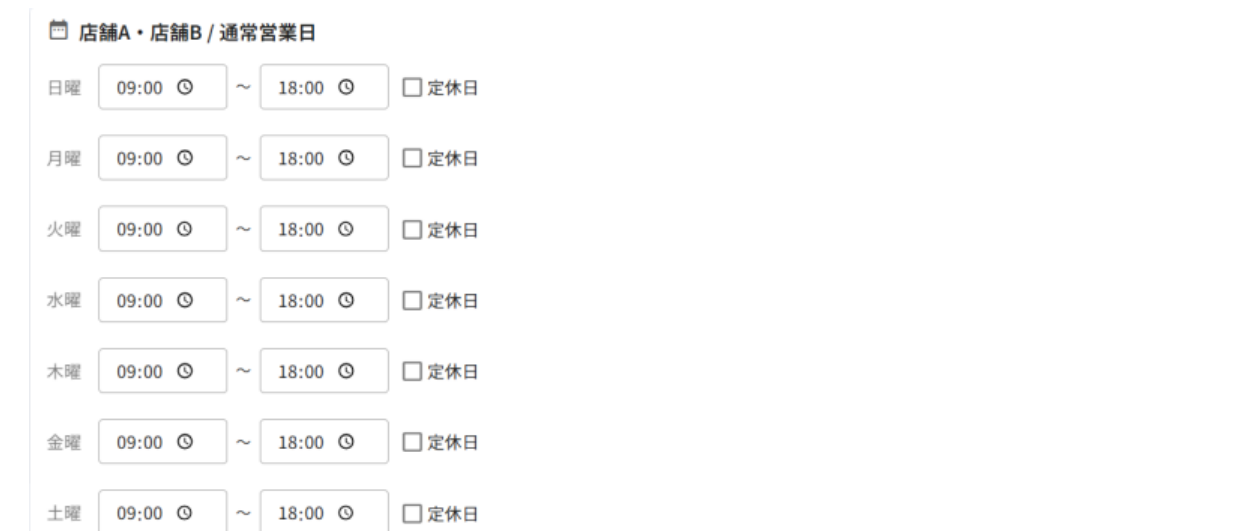 店舗A・店舗B / 通常営業日
日曜 09:00 ～ 18:00 定休日
月曜 09:00 ～ 18:00 定休日
火曜 09:00 ～ 18:00 定休日
水曜 09:00 ～ 18:00 定休日
木曜 09:00 ～ 18:00 定休日
金曜 09:00 ～ 18:00 定休日
土曜 09:00 ～ 18:00 定休日